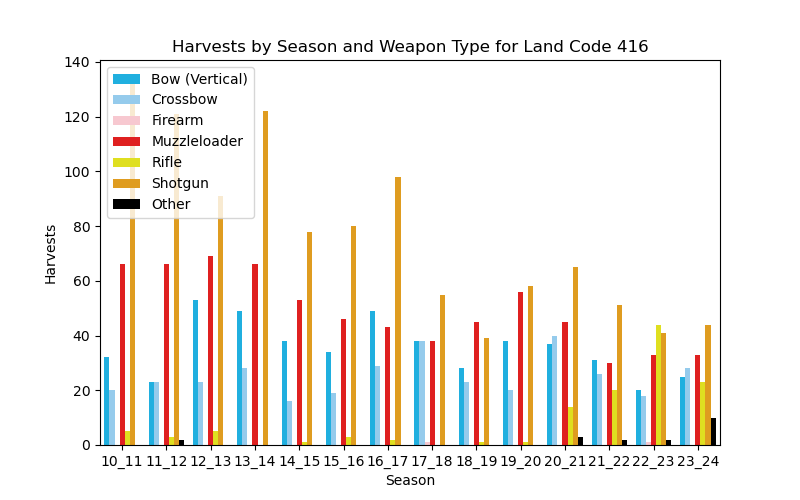 Harvests by Season and Weapon Type for Land Code 416
140
120
100
80
60
40
20
0
Harvests
Bow (Vertical)
Crossbow
Firearm
Muzzleloader
Rifle
Shotgun
Other
10_11 11_12 12_13 13_14 14_15 15_16 16_17 17_18 18_19 19_20 20_21 21_22 22_23 23_24
Season